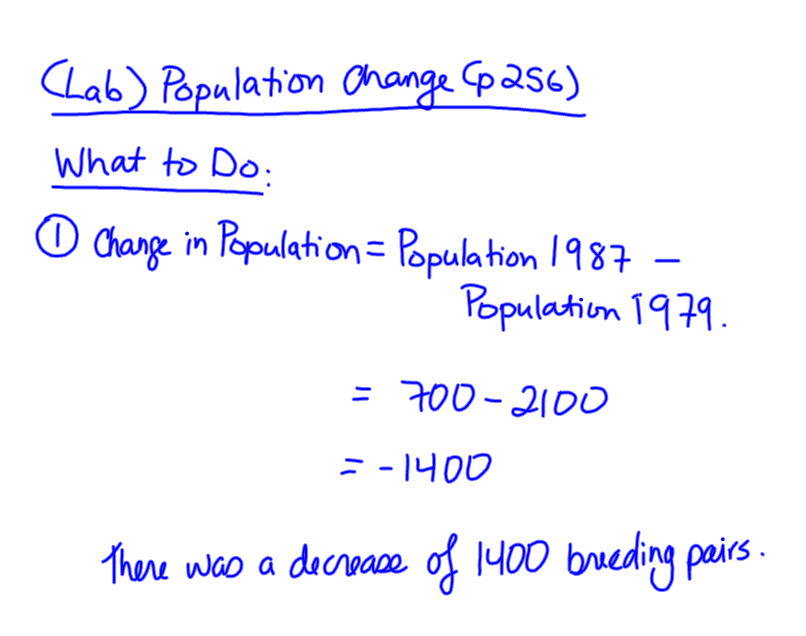 (Lab) Population Change (p256)
What to Do:
① Change in Population = Population 1987 –
Population 1979.
= 700 - 2100
= -1400
There was a decrease of 1400 breeding pairs.